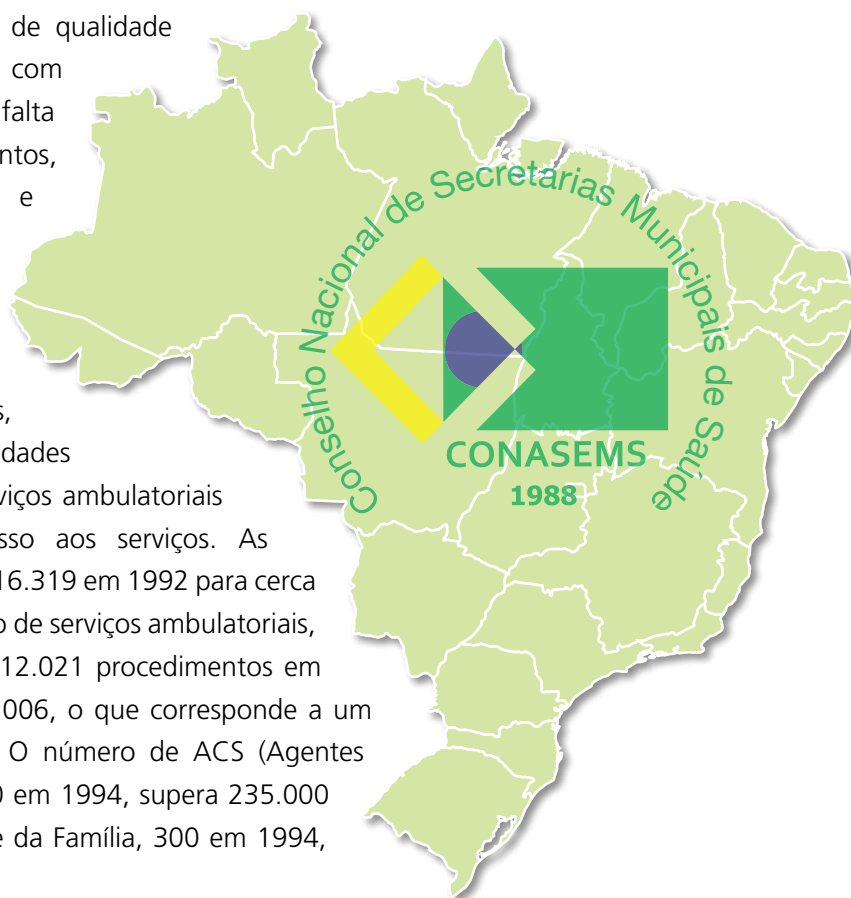 de qualidade
com
falta
ntos,
e
s,
idades
viços ambulatoriais
sso aos serviços. As
16.319 em 1992 para cerca
o de serviços ambulatoriais,
12.021 procedimentos em
006, o que corresponde a um
O número de ACS (Agentes
0 em 1994, supera 235.000
e da Família, 300 em 1994,
Conselho Nacional de Secretarias Municipais de Saúde
CONASEMS
1988